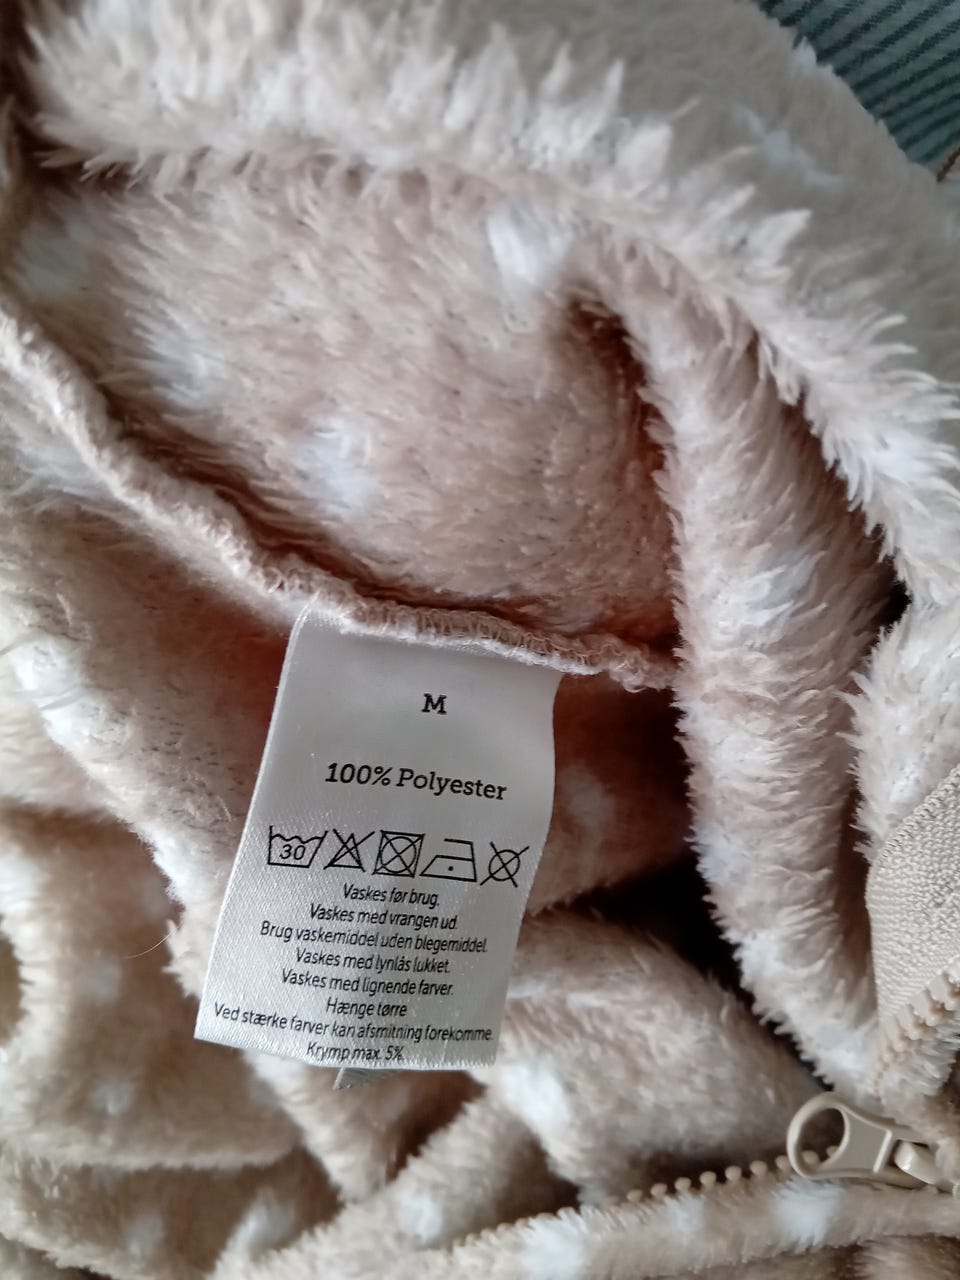 M
100% Polyester
30
Vaskes før brug.
Vaskes med vrangen ud.
Brug vaskemiddel uden blegemiddel.
Vaskes med lynlås lukket.
Vaskes med lignende farver.
Hænge tørre
Ved stærke farver kan afsmitning forekomme.
Krymp max. 5%